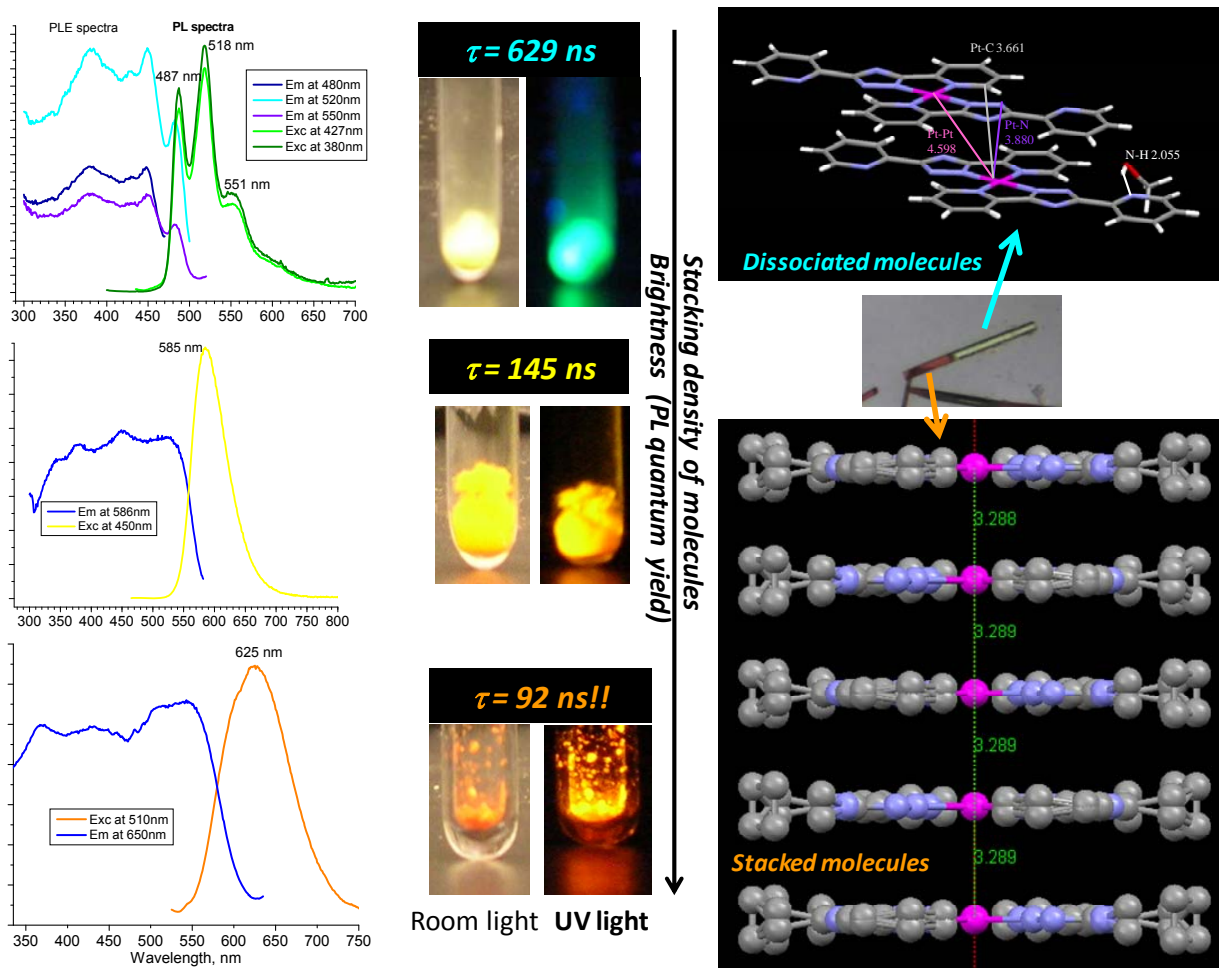 PLE spectra
PL spectra
518 nm
487 nm
551 nm
Em at 480nm
Em at 520nm
Em at 550nm
Exc at 427nm
Exc at 380nm
300 350 400 450 500 550 600 650 700
585 nm
Em at 586nm
Exc at 450nm
300 350 400 450 500 550 600 650 700 750 800
625 nm
Exc at 510nm
Em at 650nm
350 400 450 500 550 600 650 700 750
Wavelength, nm
τ = 629 ns
τ = 145 ns
τ = 92 ns!!
Room light UV light
Stacking density of molecules
Brightness (PL quantum yield)
Pt-C 3.661
Pt-N
3.880
Pt-Pt
4.598
N-H 2.055
Dissociated molecules
3.288
3.289
3.289
3.289
Stacked molecules